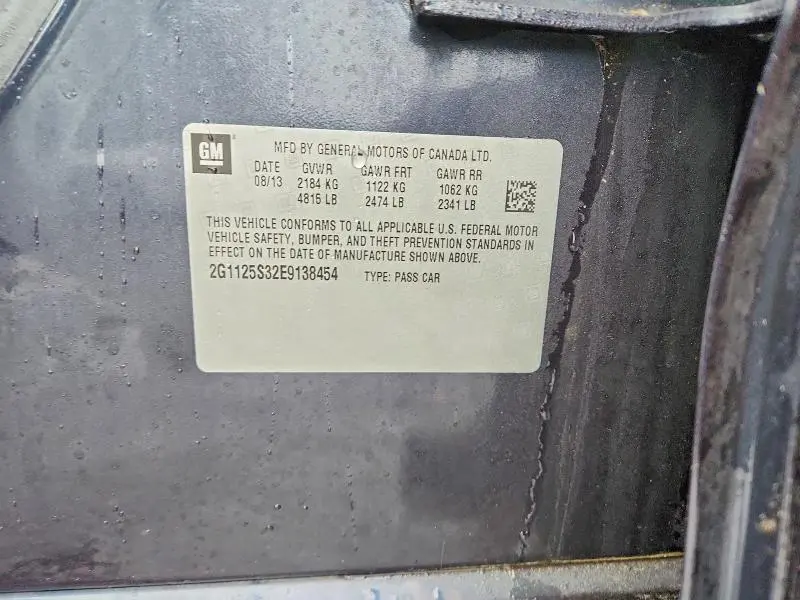 GM
MFD BY GENERAL MOTORS OF CANADA LTD.
DATE GVWR GAWR FRT GAWR RR
08/13 2184 KG 1122 KG 1062 KG
4815 LB 2474 LB 2341 LB
THIS VEHICLE CONFORMS TO ALL APPLICABLE U.S. FEDERAL MOTOR
VEHICLE SAFETY, BUMPER, AND THEFT PREVENTION STANDARDS IN
EFFECT ON THE DATE OF MANUFACTURE SHOWN ABOVE.
2G1125S32E9138454 TYPE: PASS CAR